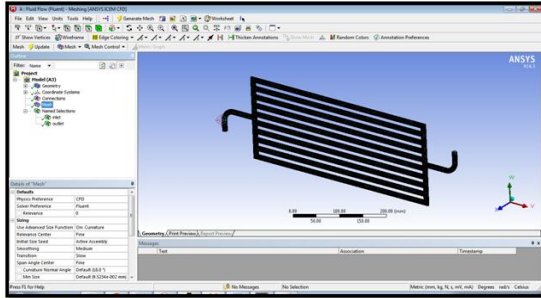 A : Fluid Flow (Fluent) - Meshing [ANSYS ICEM CFD]
File Edit View Units Tools Help Generate Mesh Worksheet
Show Vertices Wireframe Edge Coloring Thicken Annotations Show Mesh Random Colors Annotation Preferences
Mesh Update Mesh Mesh Control
Outline
Filter: Name
Project
Model (A3)
Geometry
Coordinate Systems
Connections
Mesh
Named Selections
inlet
outlet
ANSYS
0.00 100.00 200.00 (mm)
50.00 150.00
Geometry Print Preview Report Preview
Details of "Mesh"
Defaults
Physics Preference CFD
Solver Preference Fluent
Relevance 0
Sizing
Use Advanced Size Function On: Curvature
Relevance Center Fine
Initial Size Seed Active Assembly
Smoothing Medium
Transition Slow
Span Angle Center Fine
Curvature Normal Angle
Min Size
Messages
Text Association Timestamp
Press F1 for Help No Messages No Selection Metric (mm, kg, N, s, mV, mA) Degrees rad/s Celsius